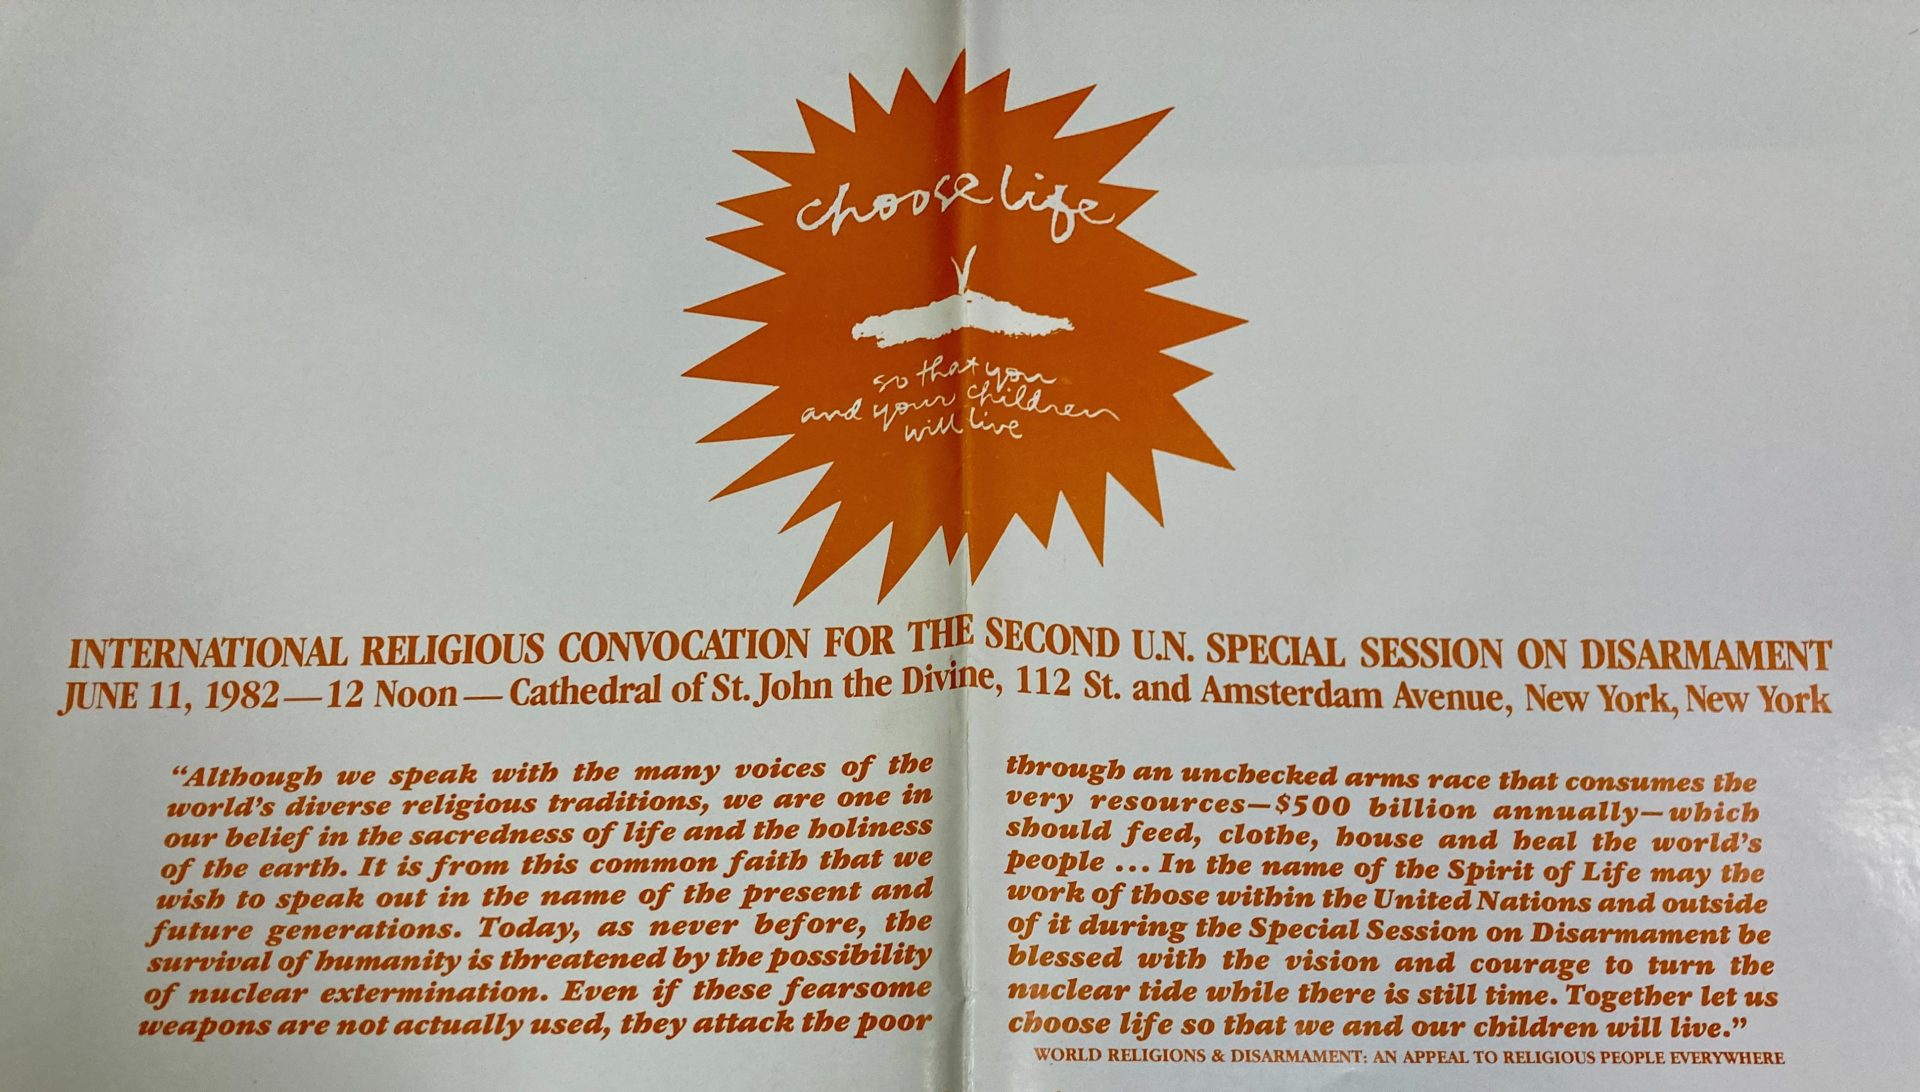 choose life
so that you
and your children
will live
INTERNATIONAL RELIGIOUS CONVOCATION FOR THE SECOND U.N. SPECIAL SESSION ON DISARMAMENT
JUNE 11, 1982—12 Noon—Cathedral of St. John the Divine, 112 St. and Amsterdam Avenue, New York, New York
“Although we speak with the many voices of the
world’s diverse religious traditions, we are one in
our belief in the sacredness of life and the holiness
of the earth. It is from this common faith that we
wish to speak out in the name of the present and
future generations. Today, as never before, the
survival of humanity is threatened by the possibility
of nuclear extermination. Even if these fearsome
weapons are not actually used, they attack the poor
through an unchecked arms race that consumes the
very resources—$500 billion annually—which
should feed, clothe, house and heal the world’s
people ... In the name of the Spirit of Life may the
work of those within the United Nations and outside
of it during the Special Session on Disarmament be
blessed with the vision and courage to turn the
nuclear tide while there is still time. Together let us
choose life so that we and our children will live.”
WORLD RELIGIONS & DISARMAMENT: AN APPEAL TO RELIGIOUS PEOPLE EVERYWHERE